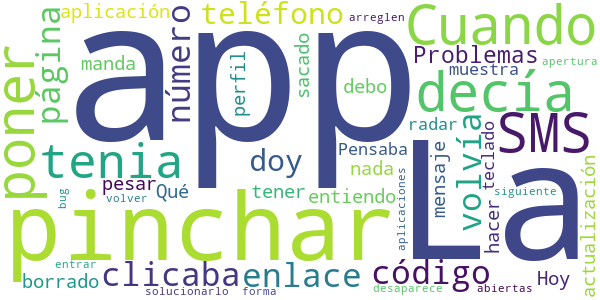 aplicación
teléfono
arreglen
Cuando
app
sacado
Problemas
apertura
manda
perfil
muestra
poner
página
número
debo
decía
radar
SMS
La
tenia
doy
Pensaba
mensaje
volvía
hacer
teclado
nada
aplicaciones
pesar
Qué
tener
entiendo
siguiente
actualización
bug
volver
pinchar
entrar
clicaba
enlace
código
Hoy
borrado
solucionarlo
forma
desaparece
abiertas